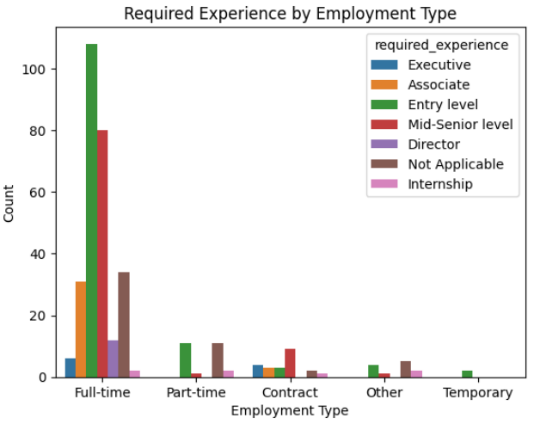 Required Experience by Employment Type
required_experience
Executive
Associate
Entry level
Mid-Senior level
Director
Not Applicable
Internship
Count
100
80
60
40
20
0
Full-time
Part-time
Contract
Other
Temporary
Employment Type